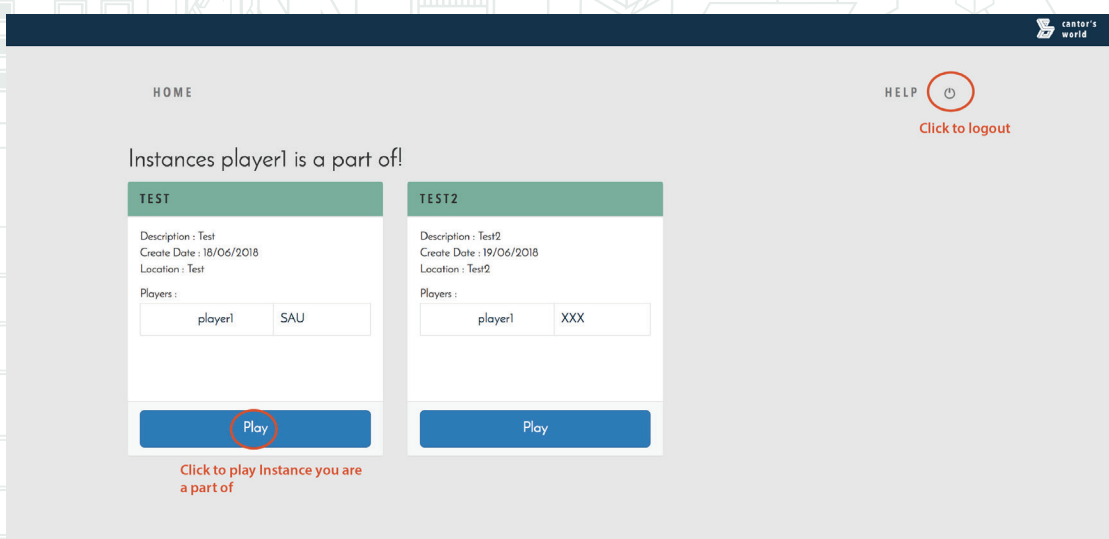 cantor's
world
HOME
HELP
Click to logout
Instances player1 is a part of!
TEST
Description : Test
Create Date : 18/06/2018
Location : Test
Players :
player1 SAU
Play
Click to play Instance you are
a part of
TEST2
Description : Test2
Create Date : 19/06/2018
Location : Test2
Players :
player1 XXX
Play